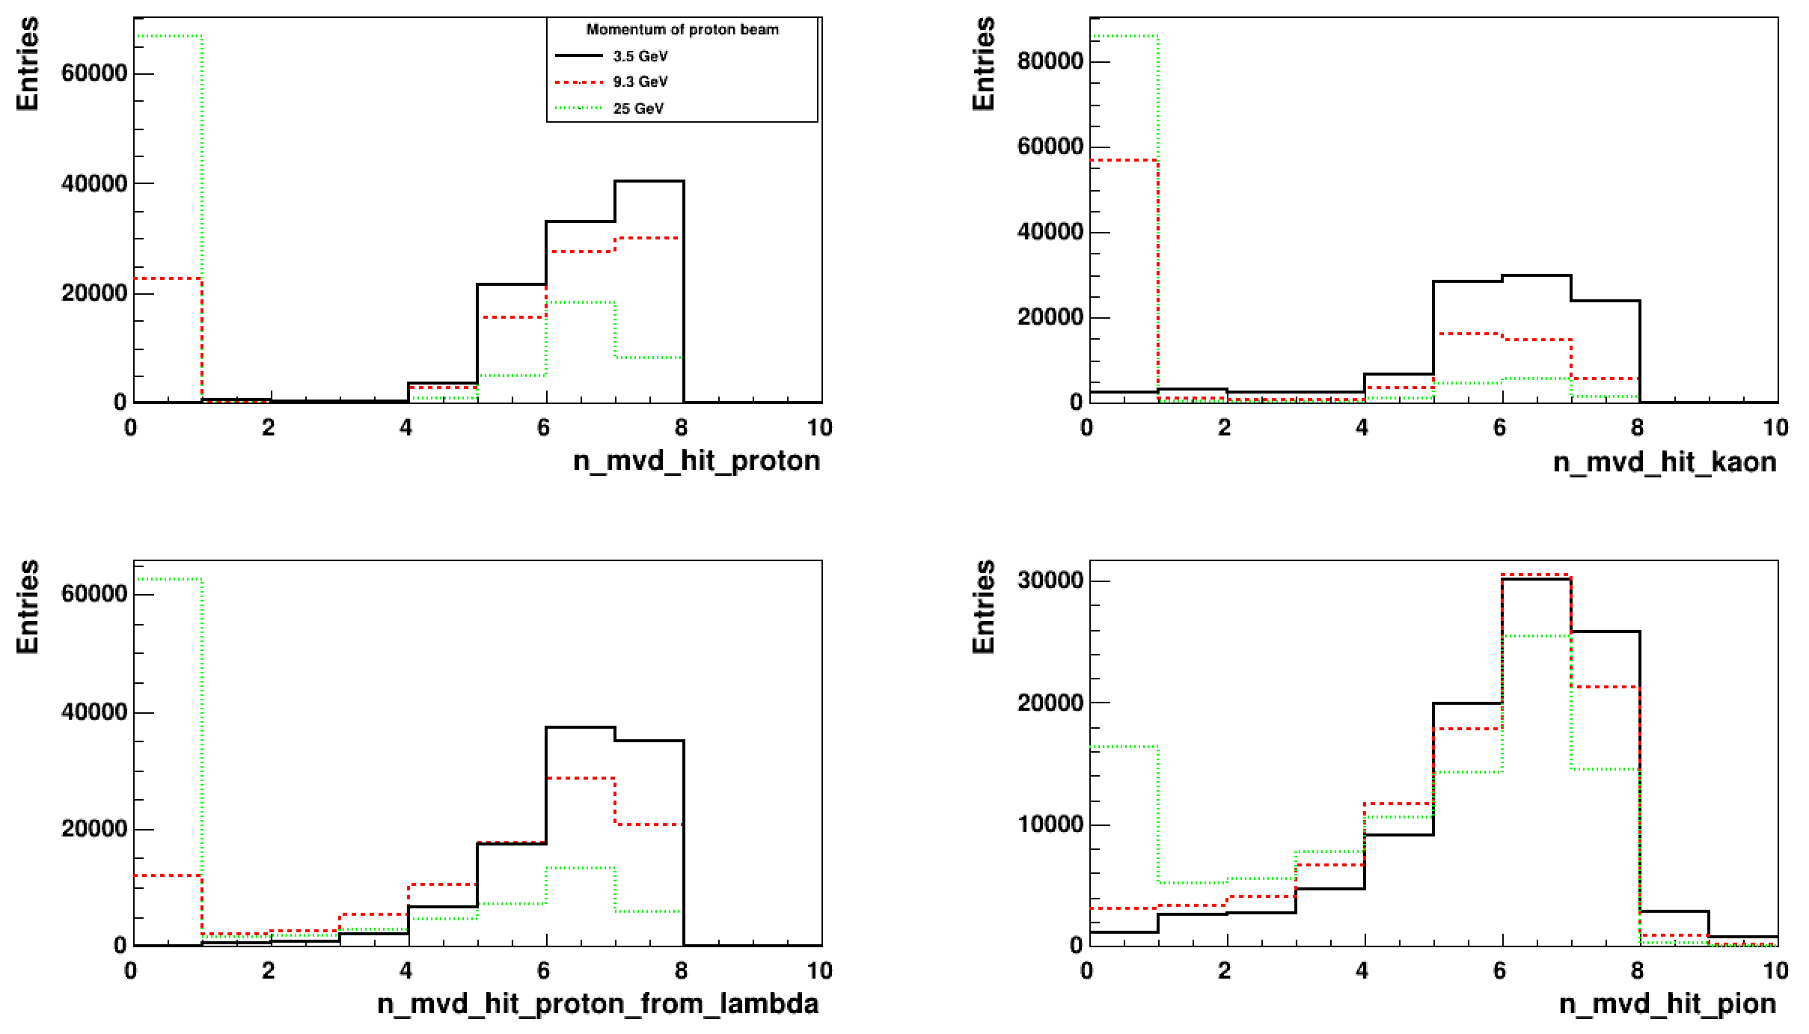 Entries
60000
40000
20000
0
0 2 4 6 8 10
n_mvd_hit_proton
Momentum of proton beam
3.5 GeV
9.3 GeV
25 GeV
Entries
80000
60000
40000
20000
0
0 2 4 6 8 10
n_mvd_hit_kaon
Entries
60000
40000
20000
0
0 2 4 6 8 10
n_mvd_hit_proton_from_lambda
Entries
30000
20000
10000
0
0 2 4 6 8 10
n_mvd_hit_pion